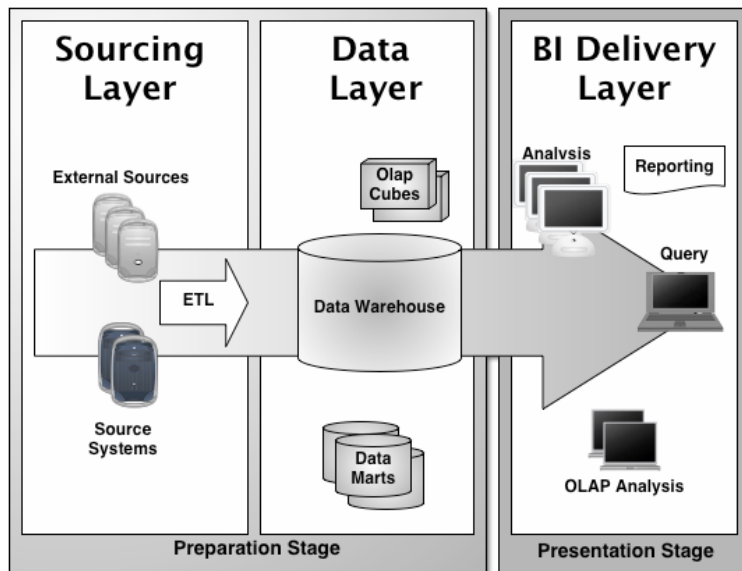 Sourcing
Layer
Data
Layer
BI Delivery
Layer
External Sources
Olap
Cubes
Analysis
Reporting
ETL
Data Warehouse
Query
Source
Systems
Data
Marts
OLAP Analysis
Preparation Stage
Presentation Stage